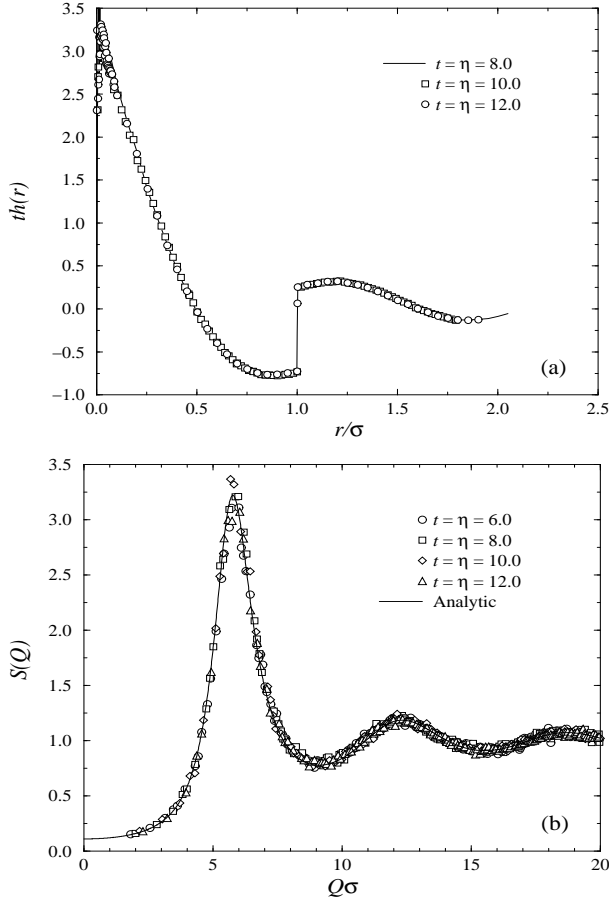 3.5
3.0
2.5
2.0
1.5
1.0
0.5
0.0
−0.5
−1.0
th(r)
t = η = 8.0
t = η = 10.0
t = η = 12.0
(a)
0.0 0.5 1.0 1.5 2.0 2.5
r/σ
3.5
3.0
2.5
2.0
1.5
1.0
0.5
0.0
S(Q)
t = η = 6.0
t = η = 8.0
t = η = 10.0
t = η = 12.0
Analytic
(b)
0 5 10 15 20
Qσ